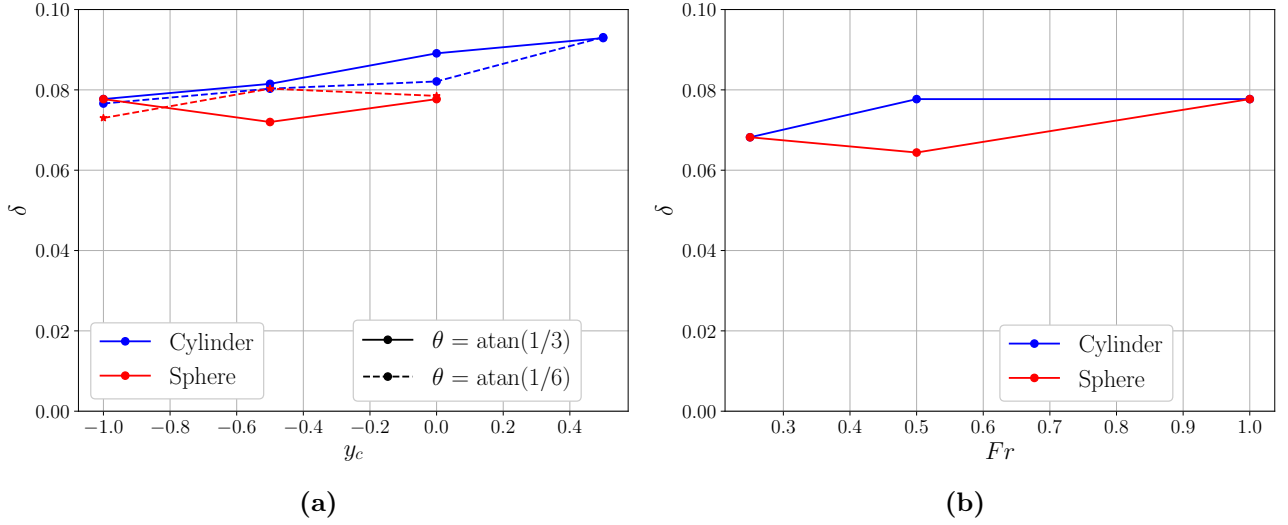 0.10
0.08
0.06
0.04
0.02
0.00
δ
−1.0 −0.8 −0.6 −0.4 −0.2 0.0 0.2 0.4
y_c
Cylinder
Sphere
θ = atan(1/3)
θ = atan(1/6)
(a)
0.10
0.08
0.06
0.04
0.02
0.00
δ
0.3 0.4 0.5 0.6 0.7 0.8 0.9 1.0
Fr
Cylinder
Sphere
(b)